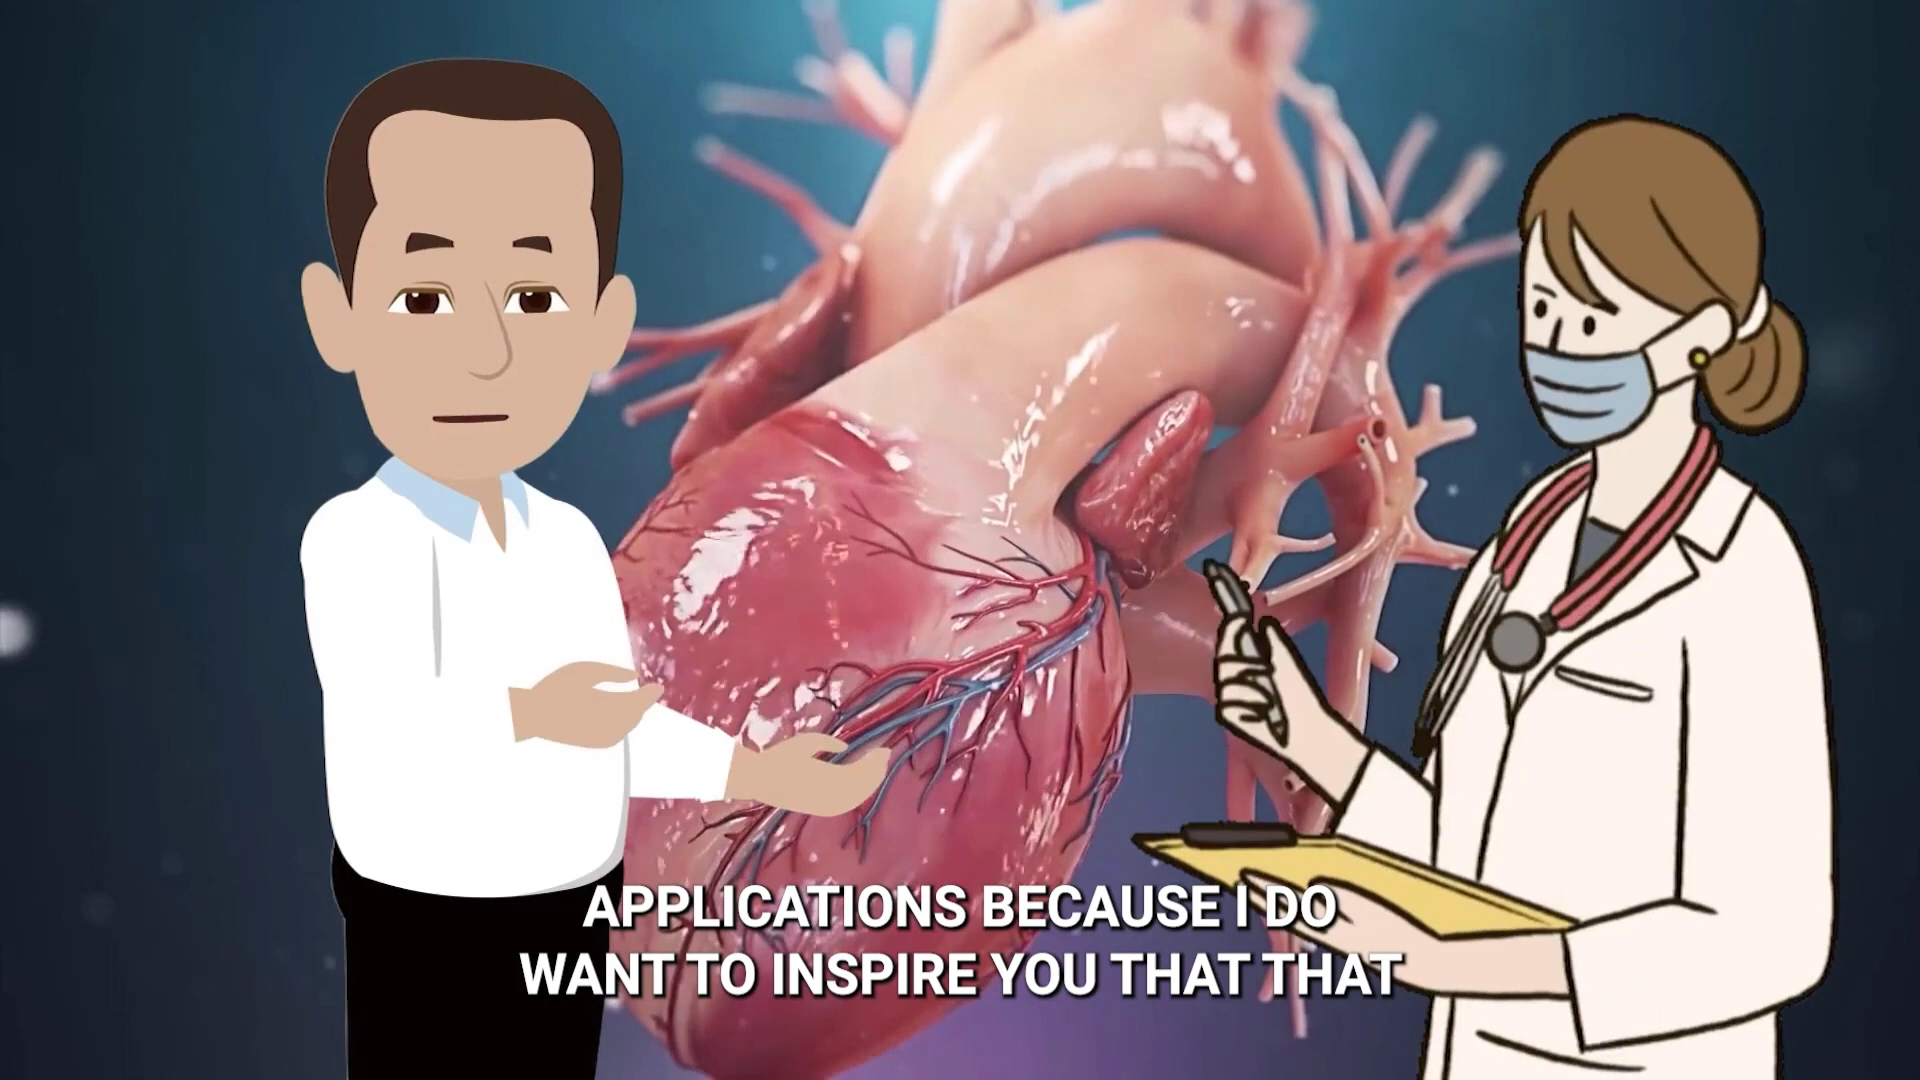 APPLICATIONS BECAUSE I DO
WANT TO INSPIRE YOU THAT THAT